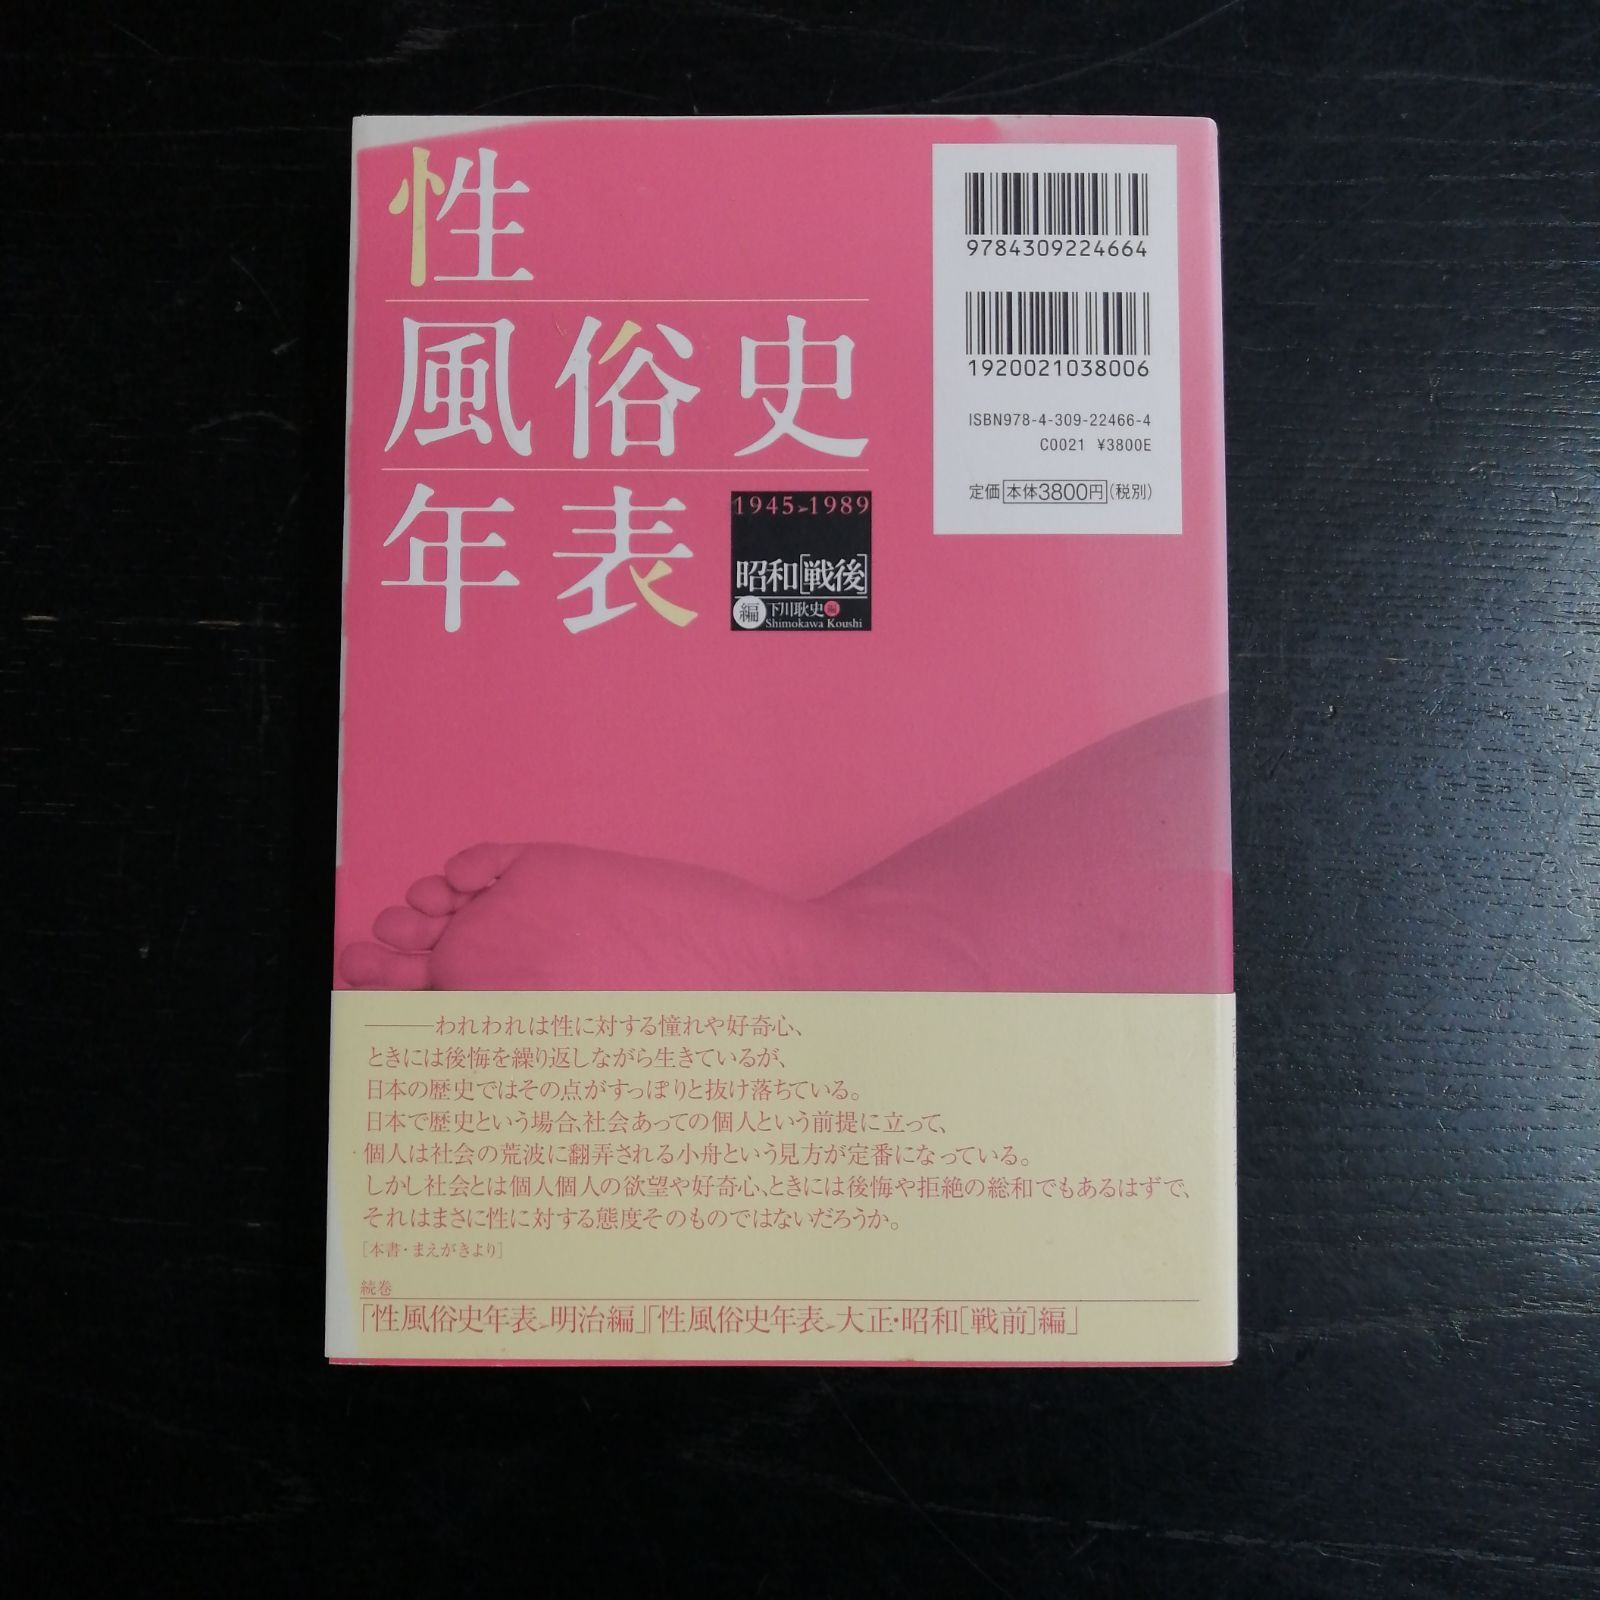 性
風俗史
年表
1945➢1989
昭和[戦後]
編
下川耿史 編
Shimokawa Koushi
9784309224664
1920021038006
ISBN978-4-309-22466-4
C0021 ¥3800E
定価 本体3800円(税別)
———われわれは性に対する憧れや好奇心、
ときには後悔を繰り返しながら生きているが、
日本の歴史ではその点がすっぽりと抜け落ちている。
日本で歴史という場合、社会あっての個人という前提に立って、
個人は社会の荒波に翻弄される小舟という見方が定番になっている。
しかし社会とは個人個人の欲望や好奇心、ときには後悔や拒絶の総和でもあるはずで、
それはまさに性に対する態度そのものではないだろうか。
[本書・まえがきより]
続巻
「性風俗史年表➢明治編」「性風俗史年表➢大正・昭和[戦前]編」